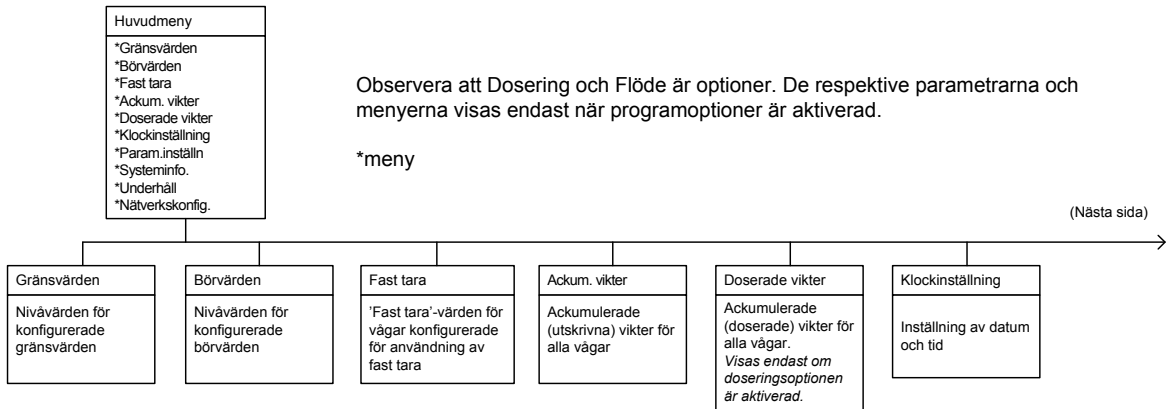 Huvudmeny
*Gränsvärden
*Börvärden
*Fast tara
*Ackum. vikter
*Doserade vikter
*Klockinställning
*Param.inställn
*Systeminfo.
*Underhåll
*Nätverkskonfig.
Observera att Dosering och Flöde är optioner. De respektive parametrarna och
menyerna visas endast när programoptioner är aktiverad.
*meny
(Nästa sida)
Gränsvärden
Nivåvärden för
konfigurerade
gränsvärden
Börvärden
Nivåvärden för
konfigurerade
börvärden
Fast tara
'Fast tara'-värden för
vågar konfigurerade
för användning av
fast tara
Ackum. vikter
Ackumulerade
(utskrivna) vikter för
alla vågar
Doserade vikter
Ackumulerade
(doserade) vikter för
alla vågar.
Visas endast om
doseringsoptionen
är aktiverad.
Klockinställning
Inställning av datum
och tid